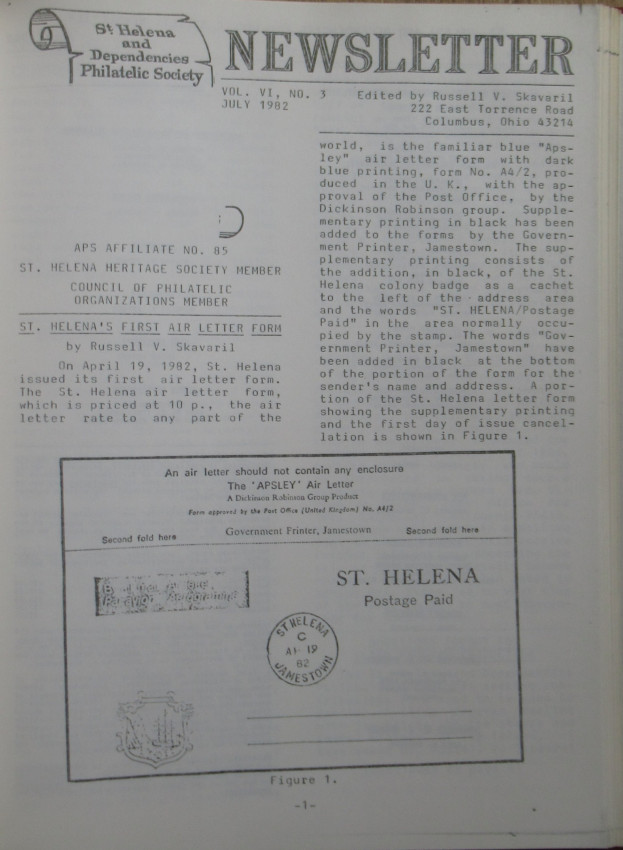 St Helena
and
Dependencies
Philatelic Society
NEWSLETTER
VOL. VI, NO. 3
JULY 1982
Edited by Russell V. Skavaril
222 East Torrence Road
Columbus, Ohio 43214
APS AFFILIATE NO. 85
ST. HELENA HERITAGE SOCIETY MEMBER
COUNCIL OF PHILATELIC
ORGANIZATIONS MEMBER
ST. HELENA'S FIRST AIR LETTER FORM
by Russell V. Skavaril
On April 19, 1982, St. Helena
issued its first air letter form.
The St. Helena air letter form,
which is priced at 10 p., the air
letter rate to any part of the
world, is the familiar blue "Aps-
ley" air letter form with dark
blue printing, form No. A4/2, pro-
duced in the U. K., with the ap-
proval of the Post Office, by the
Dickinson Robinson group. Supple-
mentary printing in black has been
added to the forms by the Govern-
ment Printer, Jamestown. The sup-
plementary printing consists of
the addition, in black, of the St.
Helena colony badge as a cachet
to the left of the address area
and the words "ST. HELENA/Postage
Paid" in the area normally occu-
pied by the stamp. The words "Gov-
ernment Printer, Jamestown" have
been added in black at the bottom
of the portion of the form for the
sender's name and address. A por-
tion of the St. Helena letter form
showing the supplementary printing
and the first day of issue cancel-
lation is shown in Figure 1.
An air letter should not contain any enclosure
The 'APSLEY' Air Letter
A Dickinson Robinson Group Product
Form approved by the Post Office (United Kingdom) No. A4/2
Second fold here
Government Printer, Jamestown
Second fold here
Par avion Aerogramme
ST. HELENA
Postage Paid
ST HELENA
C
19
82
JAMESTOWN
Figure 1.
-1-